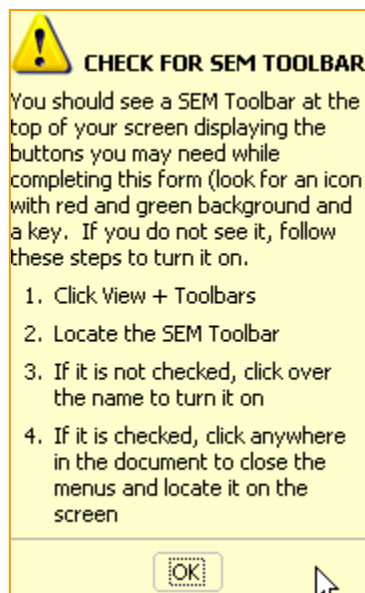 CHECK FOR SEM TOOLBAR
You should see a SEM Toolbar at the
top of your screen displaying the
buttons you may need while
completing this form (look for an icon
with red and green background and
a key.  If you do not see it, follow
these steps to turn it on.
1. Click View + Toolbars
2. Locate the SEM Toolbar
3. If it is not checked, click over
the name to turn it on
4. If it is checked, click anywhere
in the document to close the
menus and locate it on the
screen
OK